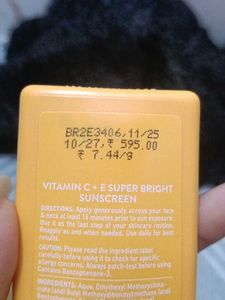 BR2E3406,11/25
10/27,₹ 595.00
₹ 7.44/g
VITAMIN C + E SUPER BRIGHT
SUNSCREEN
DIRECTIONS: Apply generously across your face
& neck at least 15 minutes prior to sun exposure.
Use it as the last step of your skincare routine.
Reapply as and when needed. Use daily for best
results.
CAUTION: Please read the ingredient label
carefully before using it to check for specific
allergy concerns. Always patch-test before using.
Contains Benzophenone-3.
INGREDIENTS: Aqua, Ethylhexyl Methoxycinna-
mate (and) Butyl Methoxydibenzoylmethane (and)